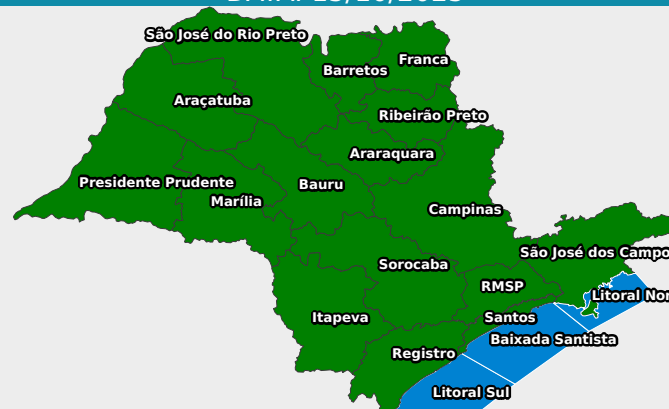 São José do Rio Preto
Franca
Barretos
Araçatuba
Ribeirão Preto
Araraquara
Presidente Prudente
Bauru
Marília
Campinas
São José dos Campo
Sorocaba
RMSP
Litoral Nor
Itapeva
Santos
Baixada Santista
Registro
Litoral Sul